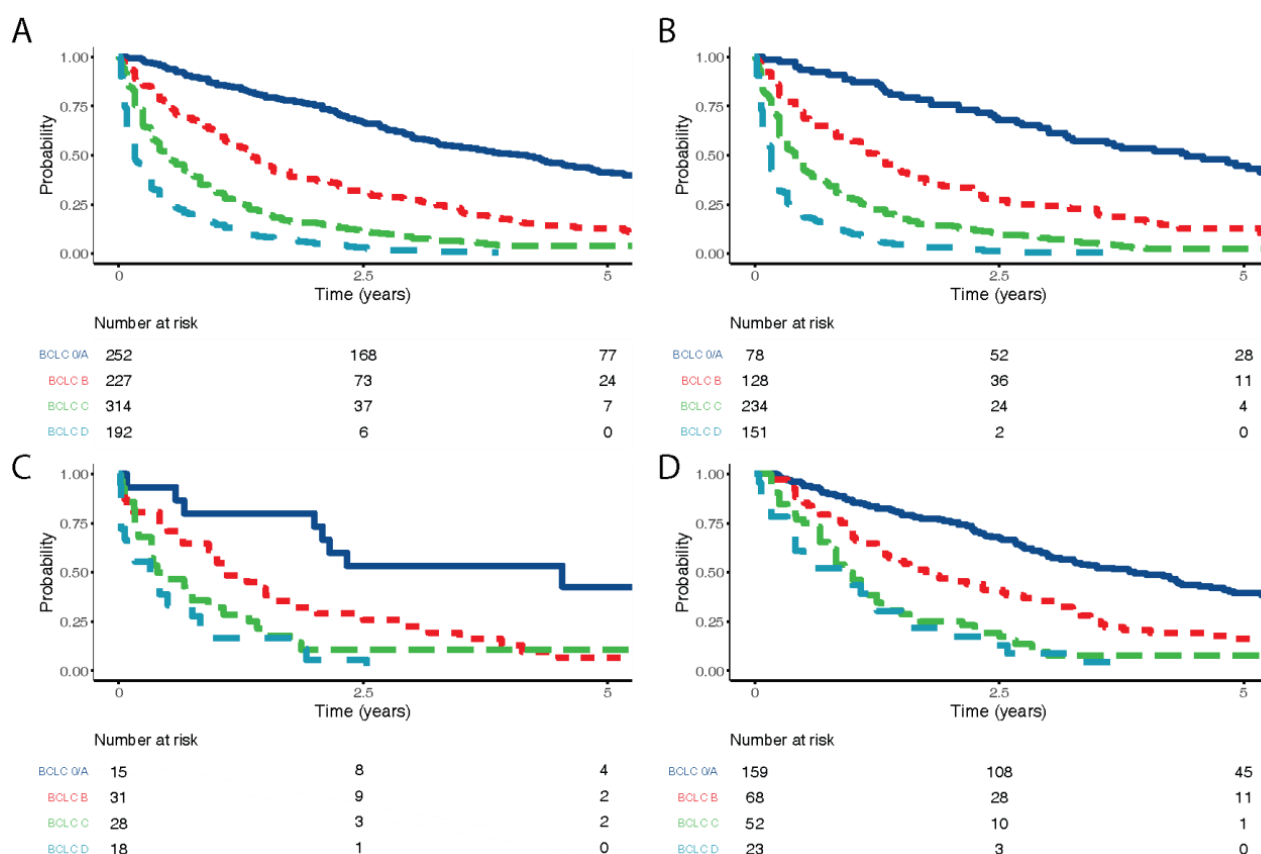 A
1.00
0.75
0.50
0.25
0.00
Probability
0 2.5 5
Time (years)
Number at risk
BCLC 0/A 252 168 77
BCLC B 227 73 24
BCLC C 314 37 7
BCLC D 192 6 0
B
1.00
0.75
0.50
0.25
0.00
Probability
0 2.5 5
Time (years)
Number at risk
BCLC 0/A 78 52 28
BCLC B 128 36 11
BCLC C 234 24 4
BCLC D 151 2 0
C
1.00
0.75
0.50
0.25
0.00
Probability
0 2.5 5
Time (years)
Number at risk
BCLC 0/A 15 8 4
BCLC B 31 9 2
BCLC C 28 3 2
BCLC D 18 1 0
D
1.00
0.75
0.50
0.25
0.00
Probability
0 2.5 5
Time (years)
Number at risk
BCLC 0/A 159 108 45
BCLC B 68 28 11
BCLC C 52 10 1
BCLC D 23 3 0